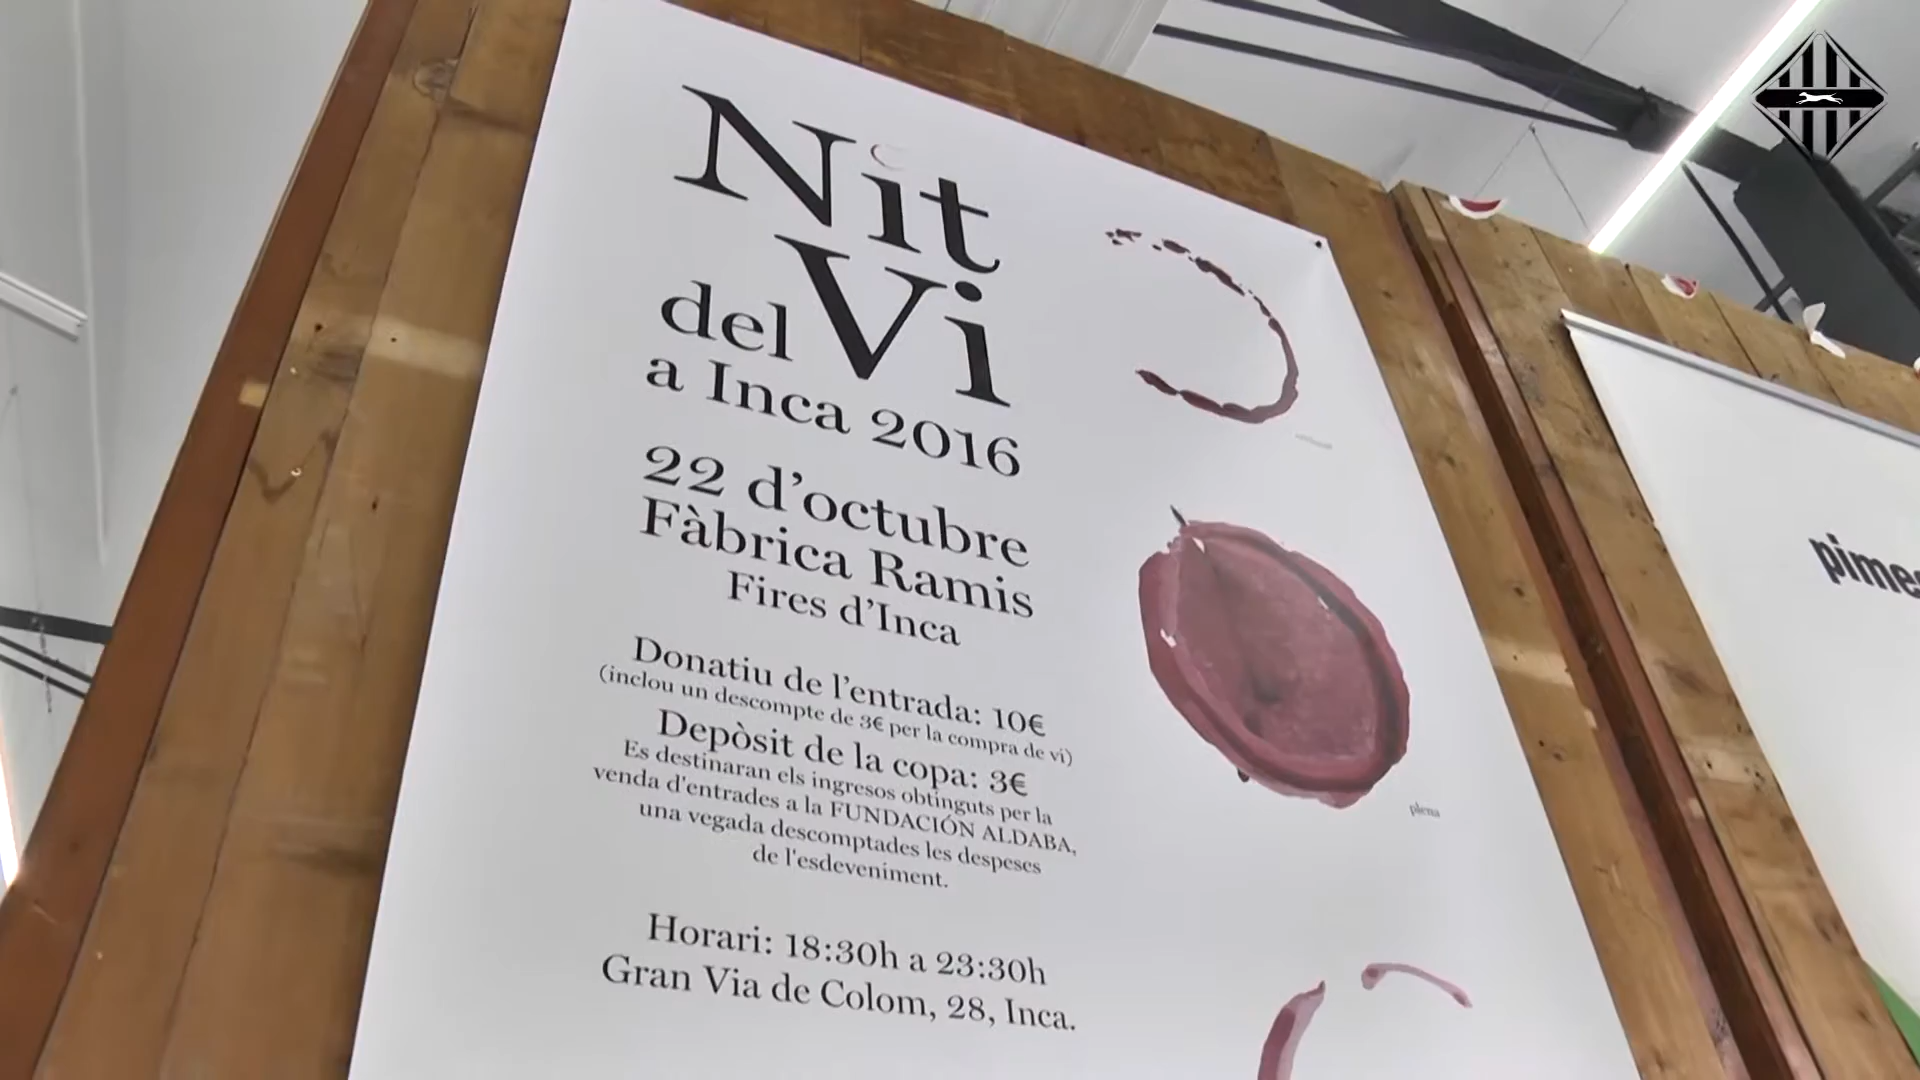 Nit
del Vi
a Inca 2016
22 d'octubre
Fàbrica Ramis
Fires d'Inca
Donatiu de l'entrada: 10€
(inclou un descompte de 3€ per la compra de vi)
Depòsit de la copa: 3€
Es destinaran els ingresos obtinguts per la
venda d'entrades a la FUNDACIÓN ALDABA,
una vegada descomptades les despeses
de l'esdeveniment.
Horari: 18:30h a 23:30h
Gran Via de Colom, 28, Inca.
plena